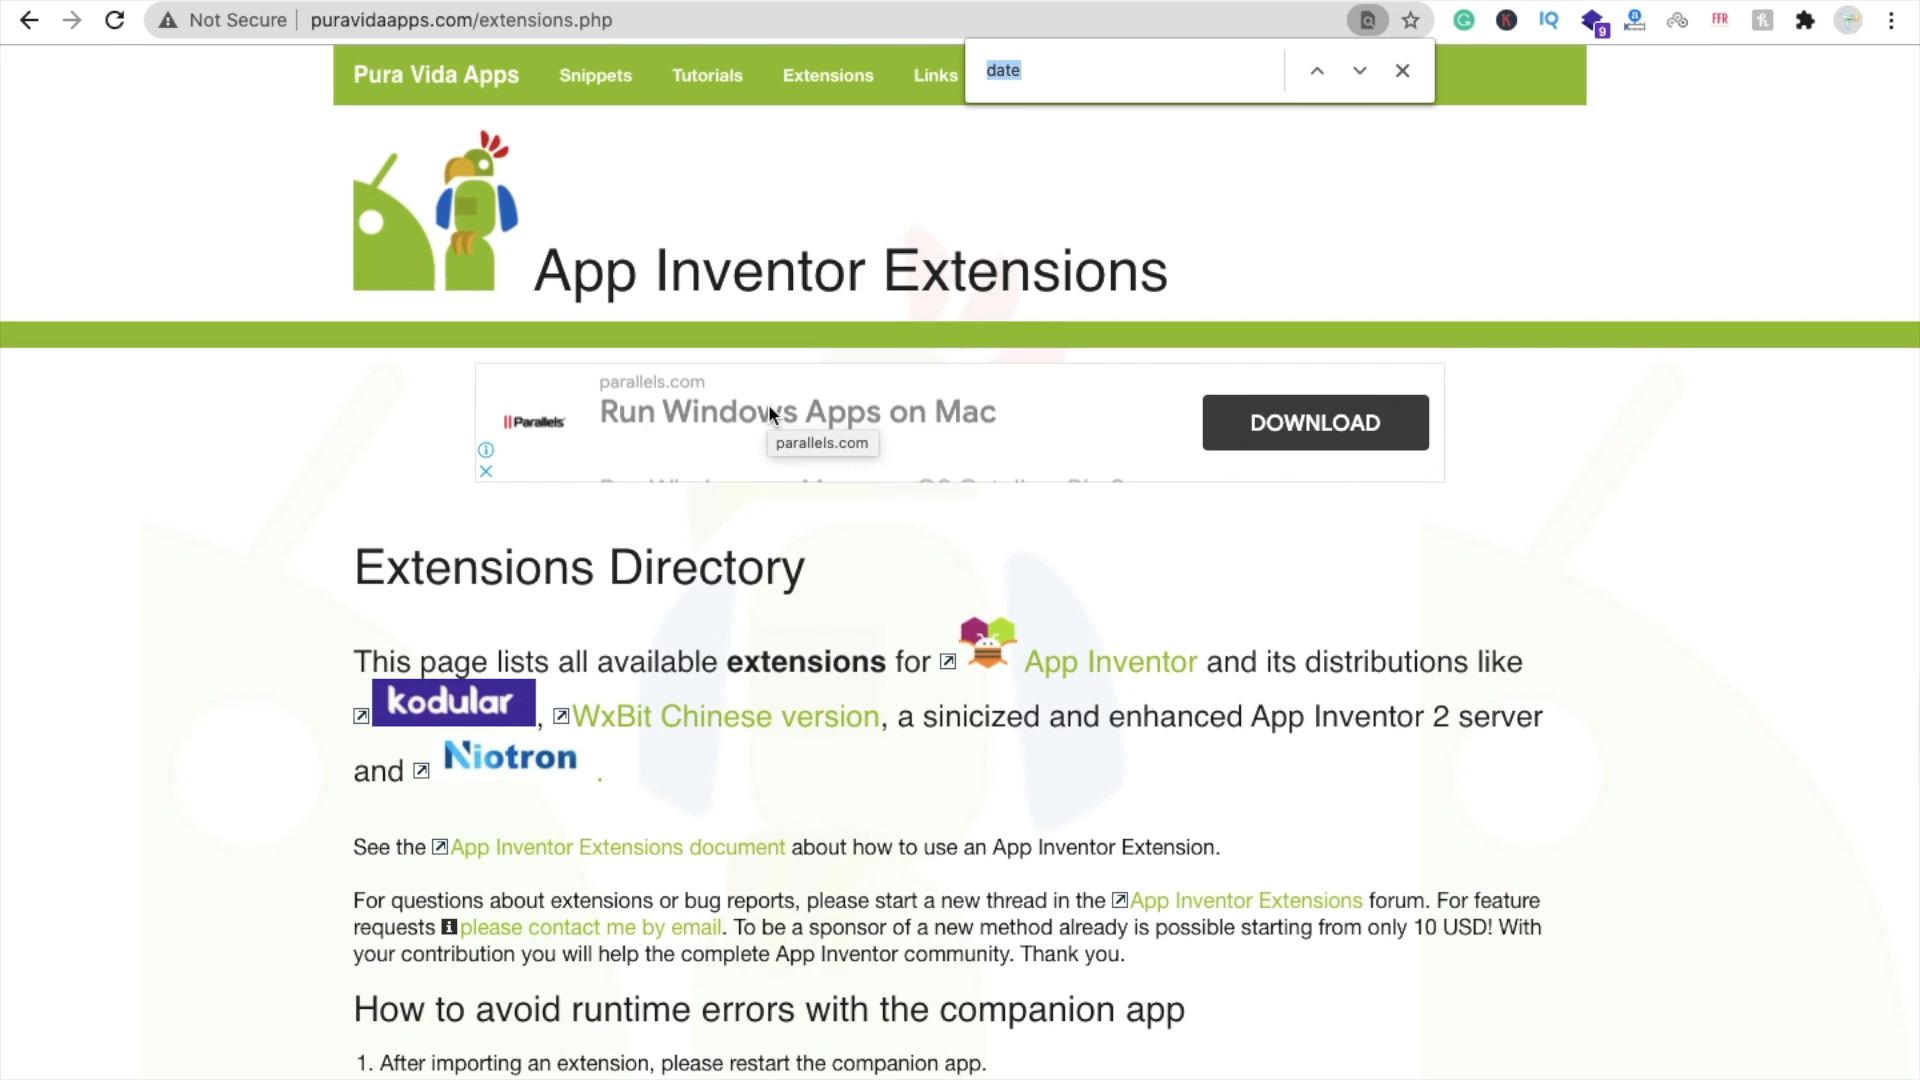 Not Secure puravidaapps.com/extensions.php
IQ
9
a
K
FFR
Pura Vida Apps Snippets Tutorials Extensions Links
date
App Inventor Extensions
parallels.com
Run Windows Apps on Mac
Parallels
DOWNLOAD
parallels.com
Extensions Directory
This page lists all available extensions for App Inventor and its distributions like
kodular, WxBit Chinese version, a sinicized and enhanced App Inventor 2 server
and Niotron .
See the App Inventor Extensions document about how to use an App Inventor Extension.
For questions about extensions or bug reports, please start a new thread in the App Inventor Extensions forum. For feature
requests please contact me by email. To be a sponsor of a new method already is possible starting from only 10 USD! With
your contribution you will help the complete App Inventor community. Thank you.
How to avoid runtime errors with the companion app
1. After importing an extension, please restart the companion app.